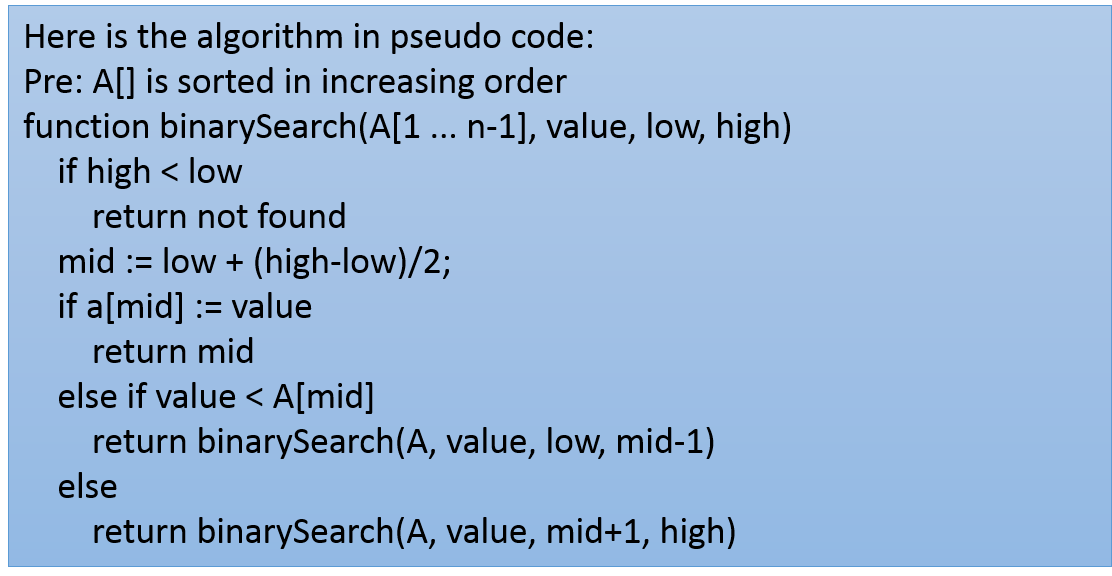 Here is the algorithm in pseudo code:
Pre: A[] is sorted in increasing order
function binarySearch(A[1 ... n-1], value, low, high)
if high < low
return not found
mid := low + (high-low)/2;
if a[mid] := value
return mid
else if value < A[mid]
return binarySearch(A, value, low, mid-1)
else
return binarySearch(A, value, mid+1, high)